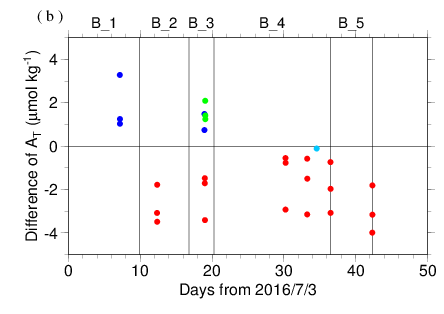 (b)
B_1 B_2 B_3 B_4 B_5
Difference of A_T (μmol kg⁻¹)
4
2
0
-2
-4
0 10 20 30 40 50
Days from 2016/7/3